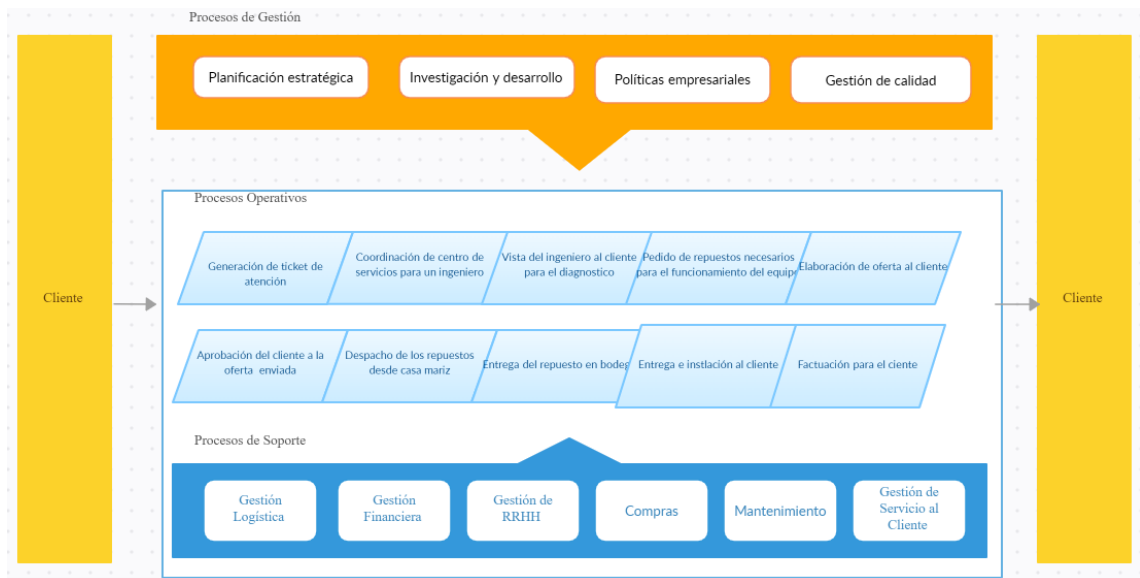 Procesos de Gestión
Planificación estratégica
Investigación y desarrollo
Políticas empresariales
Gestión de calidad
Cliente
Procesos Operativos
Generación de ticket de
atención
Coordinación de centro de
servicios para un ingeniero
Vista del ingeniero al cliente
para el diagnostico
Pedido de repuestos necesarios
para el funcionamiento del equipo
Elaboración de oferta al cliente
Aprobación del cliente a la
oferta enviada
Despacho de los repuestos
desde casa mariz
Entrega del repuesto en bodeg
Entrega e instlación al cliente
Factuación para el ciente
Procesos de Soporte
Gestión
Logística
Gestión
Financiera
Gestión de
RRHH
Compras
Mantenimiento
Gestión de
Servicio al
Cliente
Cliente